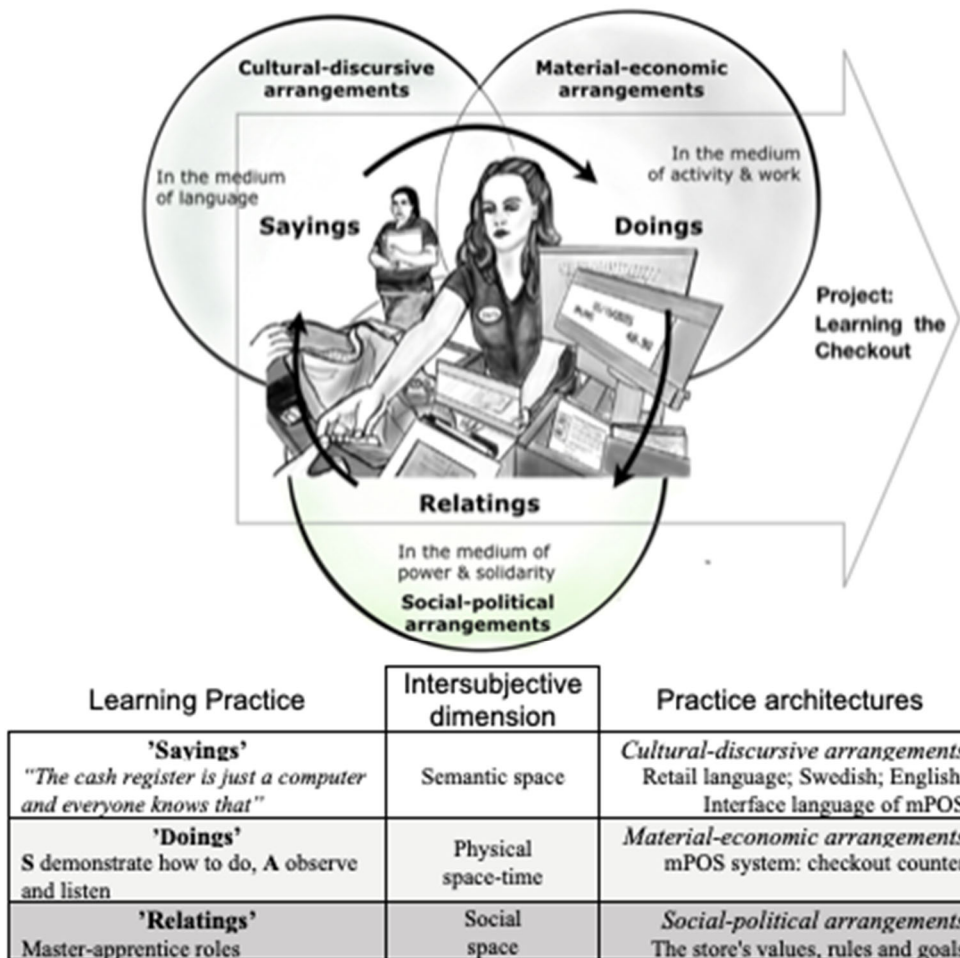 Cultural-discursive
arrangements
Material-economic
arrangements
In the medium
of language
In the medium
of activity & work
Sayings
Doings
Project:
Learning the
Checkout
Relatings
In the medium of
power & solidarity
Social-political
arrangements
Learning Practice
Intersubjective
dimension
Practice architectures
’Sayings’
"The cash register is just a computer
and everyone knows that"
Semantic space
Cultural-discursive arrangements
Retail language; Swedish; English
Interface language of mPOS
’Doings’
S demonstrate how to do, A observe
and listen
Physical
space-time
Material-economic arrangements
mPOS system: checkout counter
’Relatings’
Master-apprentice roles
Social
space
Social-political arrangements
The store's values, rules and goals